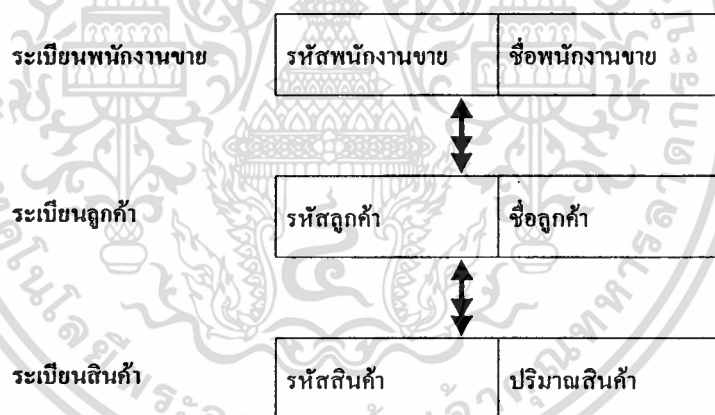 ระเบียนพนักงานขาย รหัสพนักงานขาย ชื่อพนักงานขาย
ระเบียนลูกค้า รหัสลูกค้า ชื่อลูกค้า
ระเบียนสินค้า รหัสสินค้า ปริมาณสินค้า